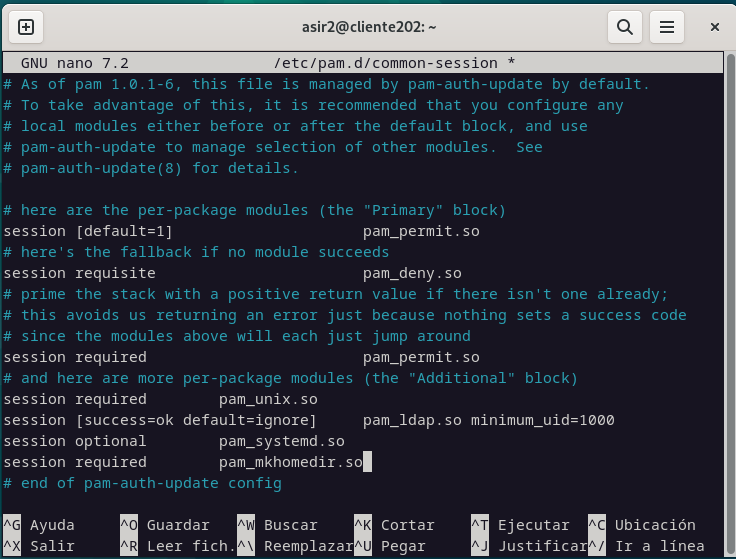 asir2@cliente202: ~
GNU nano 7.2 /etc/pam.d/common-session *
# As of pam 1.0.1-6, this file is managed by pam-auth-update by default.
# To take advantage of this, it is recommended that you configure any
# local modules either before or after the default block, and use
# pam-auth-update to manage selection of other modules.  See
# pam-auth-update(8) for details.

# here are the per-package modules (the "Primary" block)
session [default=1]                     pam_permit.so
# here's the fallback if no module succeeds
session requisite                       pam_deny.so
# prime the stack with a positive return value if there isn't one already;
# this avoids us returning an error just because nothing sets a success code
# since the modules above will each just jump around
session required                        pam_permit.so
# and here are more per-package modules (the "Additional" block)
session required        pam_unix.so
session [success=ok default=ignore]     pam_ldap.so minimum_uid=1000
session optional        pam_systemd.so
session required        pam_mkhomedir.so
# end of pam-auth-update config

^G Ayuda ^O Guardar ^W Buscar ^K Cortar ^T Ejecutar ^C Ubicación
^X Salir ^R Leer fich. ^\ Reemplazar ^U Pegar ^J Justificar ^/ Ir a línea